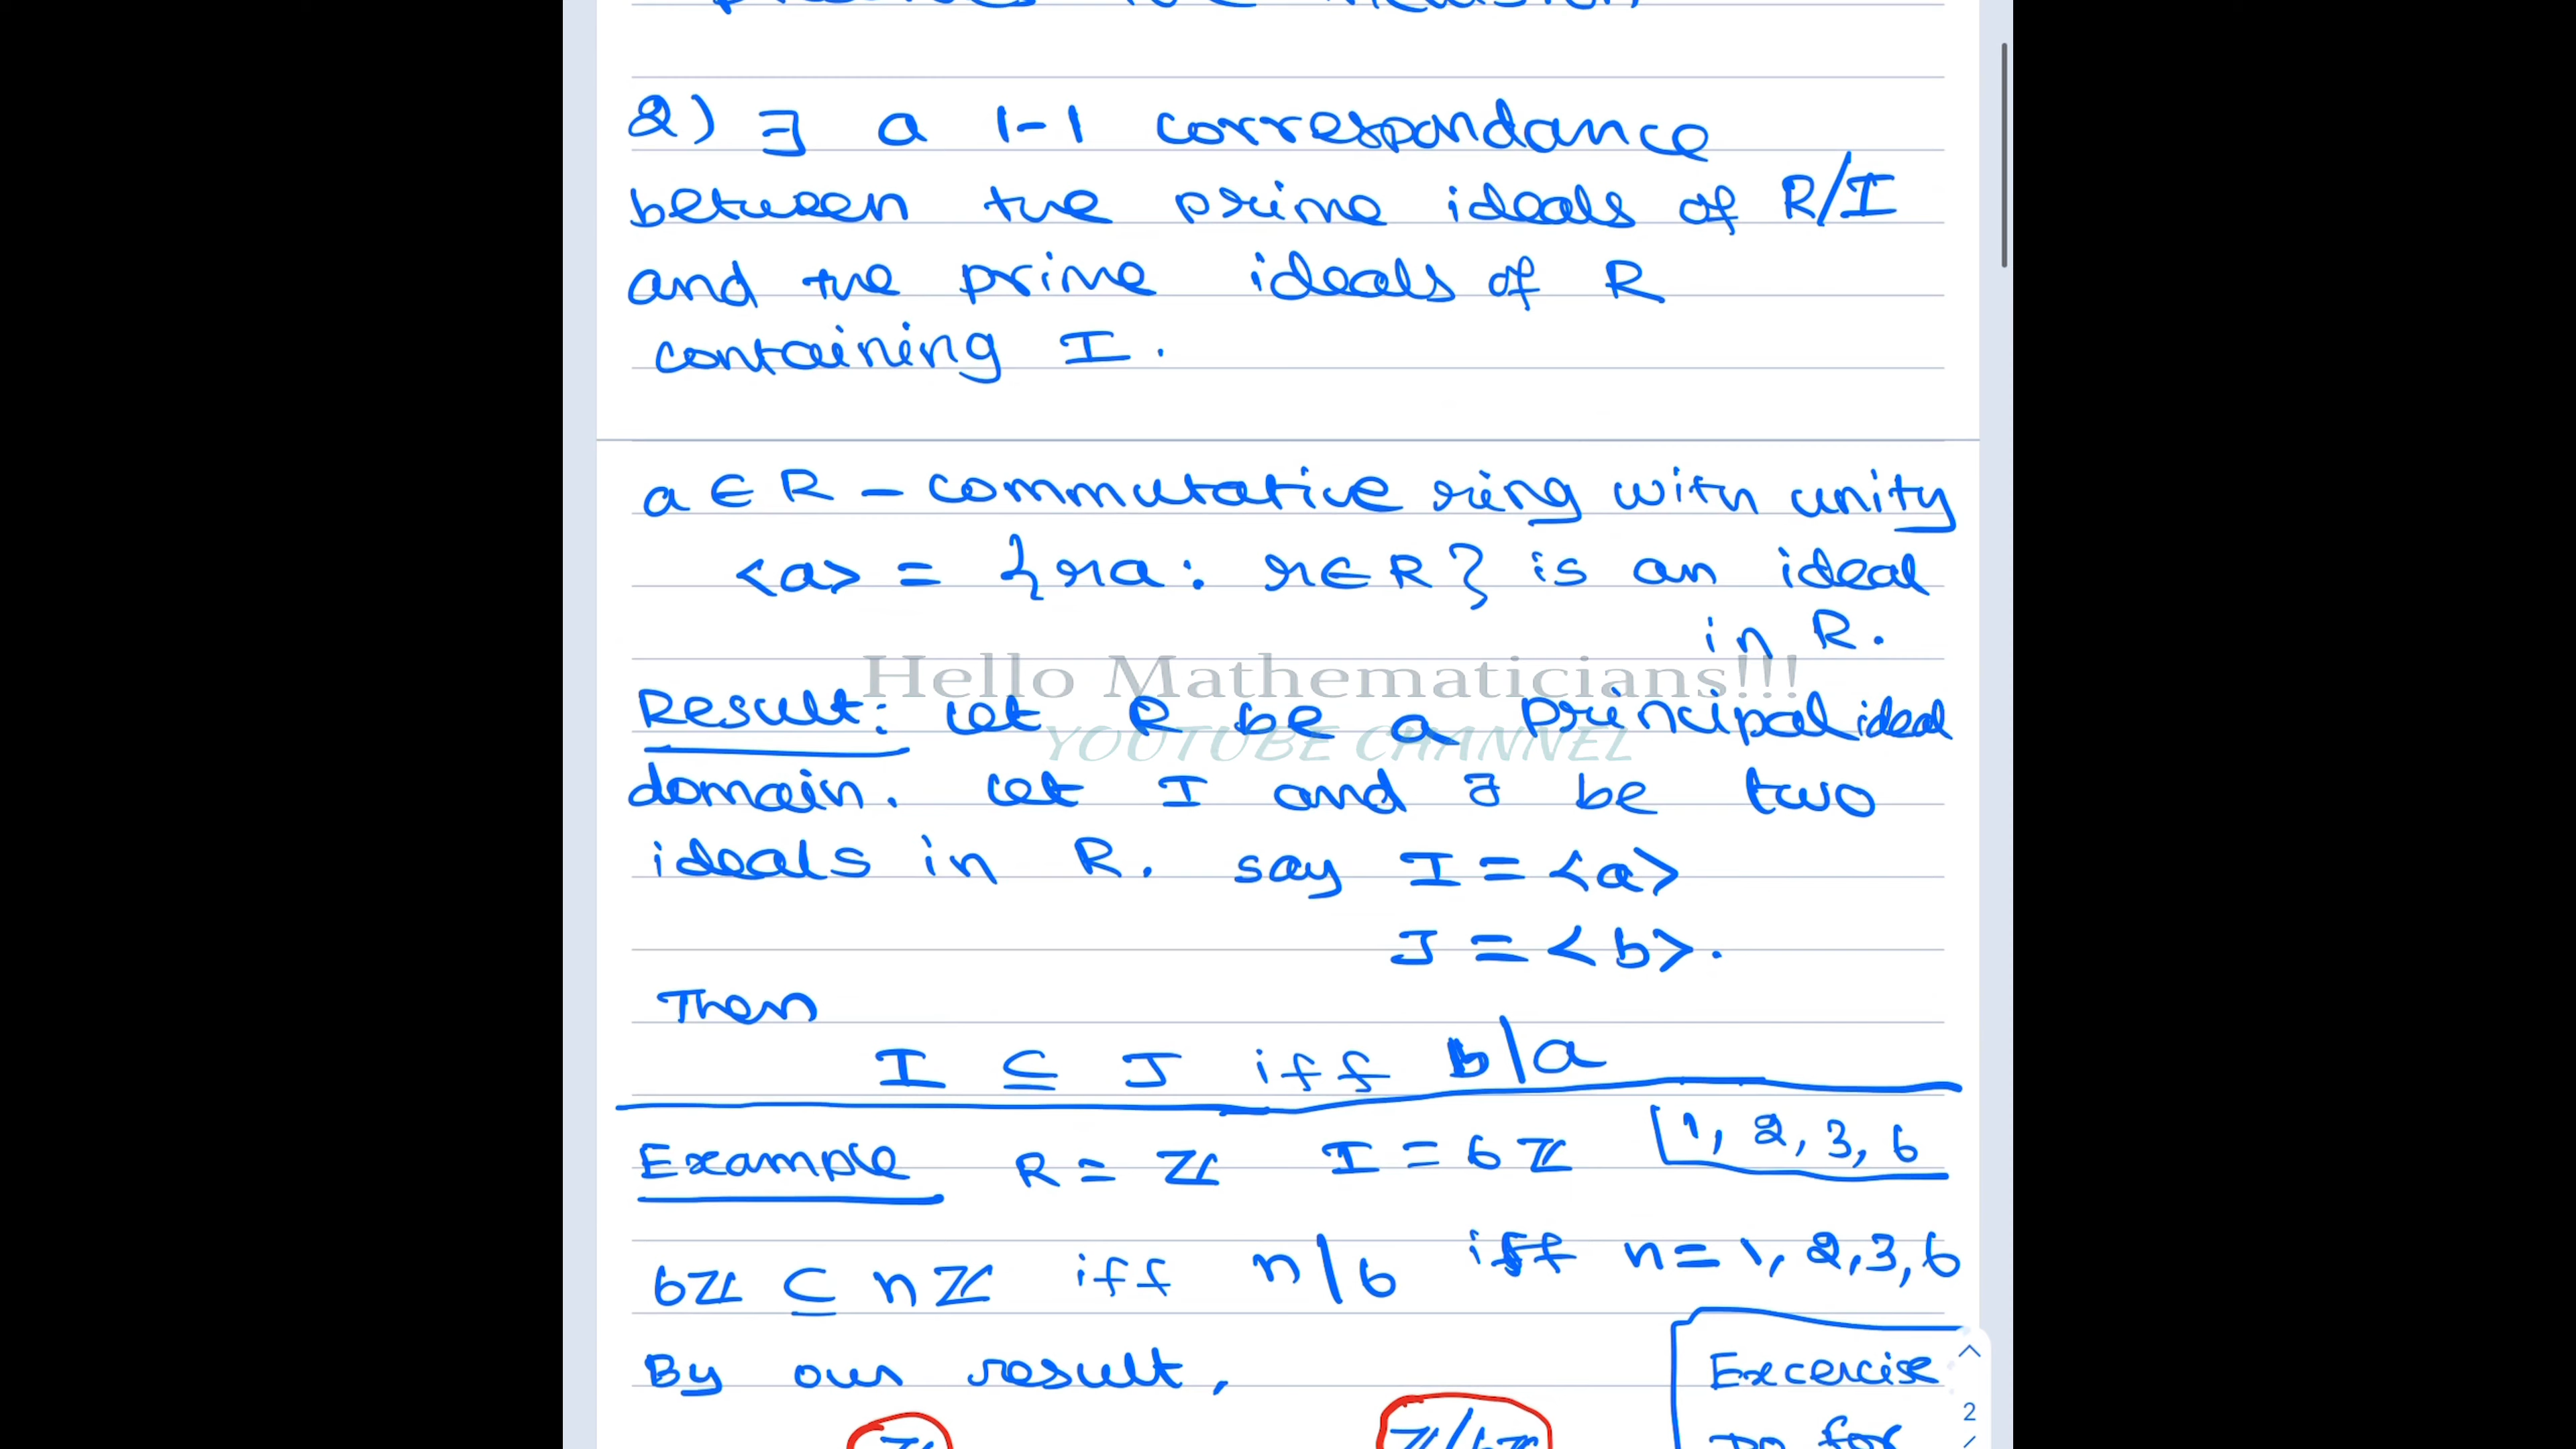 2) ∃ a 1-1 correspondance
between the prime ideals of R/I
and the prime ideals of R
containing I.
a ∈ R - commutative ring with unity
<a> = {ra : r ∈ R} is an ideal
in R.
Hello Mathematicians!!!
YOUTUBE CHANNEL
Result: Let R be a principal ideal
domain. Let I and J be two
ideals in R. say I = <a>
J = <b>.
Then
I ⊆ J iff b|a
Example R = ℤ I = 6ℤ 1, 2, 3, 6
6ℤ ⊆ nℤ iff n|6 iff n = 1, 2, 3, 6
By our result,
Excercise
2